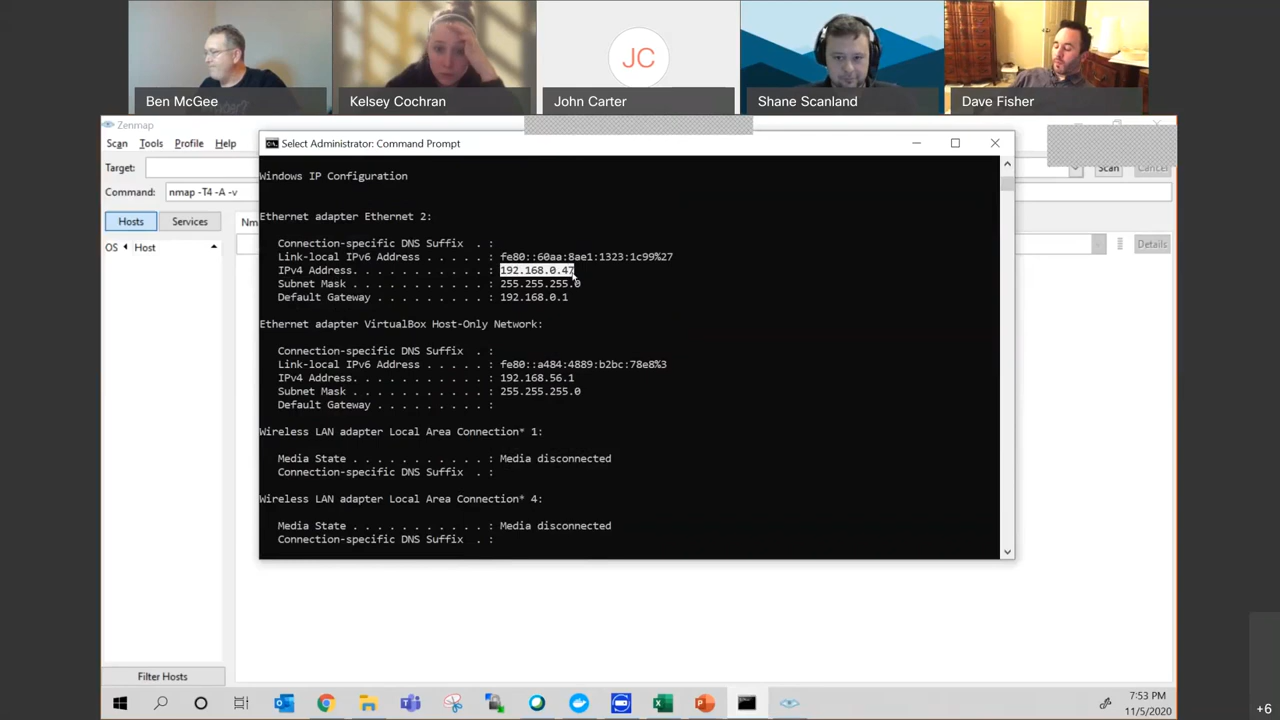 JC
Ben McGee
Kelsey Cochran
John Carter
Shane Scanland
Dave Fisher
Zenmap
Scan Tools Profile Help
Target:
Scan Cancel
Command: nmap -T4 -A -v
Hosts Services
Nm
Details
OS Host
Select Administrator: Command Prompt
Windows IP Configuration
Ethernet adapter Ethernet 2:
Connection-specific DNS Suffix . :
Link-local IPv6 Address . . . . . : fe80::60aa:8ae1:1323:1c99%27
IPv4 Address. . . . . . . . . . . : 192.168.0.47
Subnet Mask . . . . . . . . . . . : 255.255.255.0
Default Gateway . . . . . . . . . : 192.168.0.1
Ethernet adapter VirtualBox Host-Only Network:
Connection-specific DNS Suffix . :
Link-local IPv6 Address . . . . . : fe80::a484:4889:b2bc:78e8%3
IPv4 Address. . . . . . . . . . . : 192.168.56.1
Subnet Mask . . . . . . . . . . . : 255.255.255.0
Default Gateway . . . . . . . . . :
Wireless LAN adapter Local Area Connection* 1:
Media State . . . . . . . . . . . : Media disconnected
Connection-specific DNS Suffix . :
Wireless LAN adapter Local Area Connection* 4:
Media State . . . . . . . . . . . : Media disconnected
Connection-specific DNS Suffix . :
Filter Hosts
7:53 PM
11/5/2020
+6